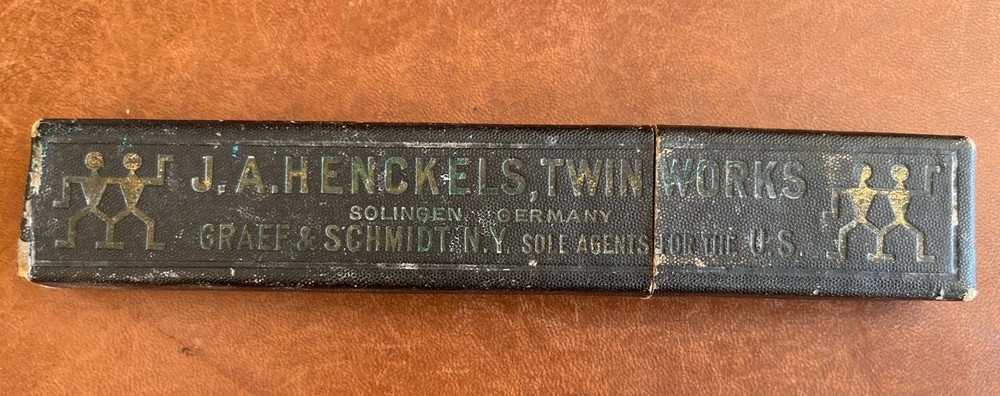 J. A. HENCKELS, TWIN WORKS
SOLINGEN, GERMANY
GRAEF & SCHMIDT, N.Y. SOLE AGENTS FOR THE U.S.